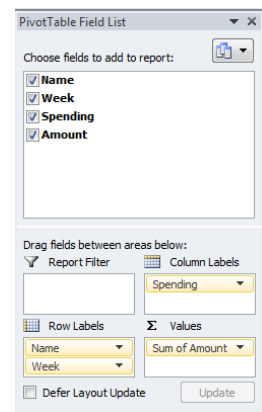 PivotTable Field List
Choose fields to add to report:
Name
Week
Spending
Amount
Drag fields between areas below:
Report Filter
Column Labels
Spending
Row Labels
Σ Values
Name
Sum of Amount
Week
Defer Layout Update
Update